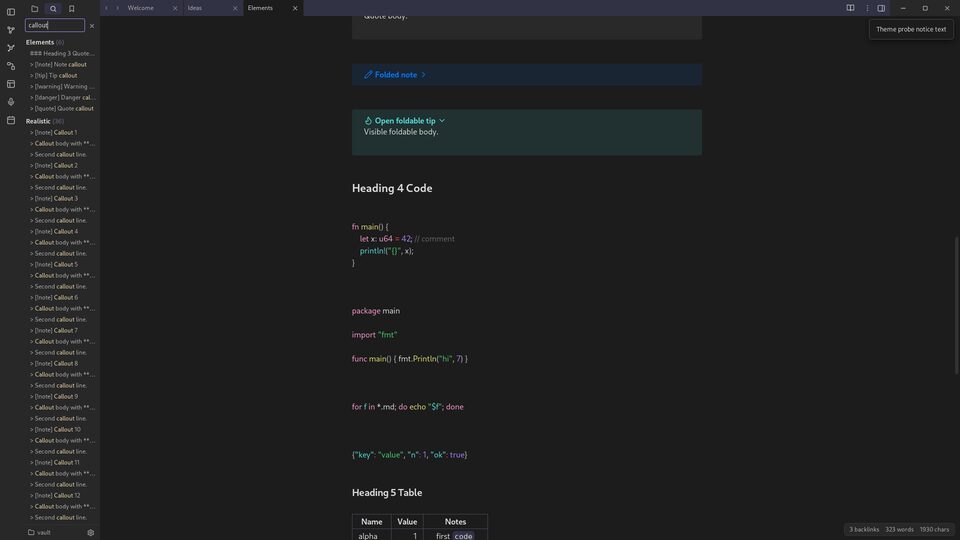 Welcome
Ideas
Elements
callout
Theme probe notice text
Elements (6)
### Heading 3 Quote...
> [!note] Note callout
> [!tip] Tip callout
> [!warning] Warning ...
> [!danger] Danger cal...
> [!quote] Quote callout
Realistic (36)
> [!note] Callout 1
> Callout body with **...
> Second callout line.
> [!note] Callout 2
> Callout body with **...
> Second callout line.
> [!note] Callout 3
> Callout body with **...
> Second callout line.
> [!note] Callout 4
> Callout body with **...
> Second callout line.
> [!note] Callout 5
> Callout body with **...
> Second callout line.
> [!note] Callout 6
> Callout body with **...
> Second callout line.
> [!note] Callout 7
> Callout body with **...
> Second callout line.
> [!note] Callout 8
> Callout body with **...
> Second callout line.
> [!note] Callout 9
> Callout body with **...
> Second callout line.
> [!note] Callout 10
> Callout body with **...
> Second callout line.
> [!note] Callout 11
> Callout body with **...
> Second callout line.
> [!note] Callout 12
> Callout body with **...
> Second callout line.
vault
Quote body.
Folded note
Open foldable tip
Visible foldable body.
Heading 4 Code
fn main() {
let x: u64 = 42; // comment
println!("{}", x);
}
package main
import "fmt"
func main() { fmt.Println("hi", 7) }
for f in *.md; do echo "$f"; done
{"key": "value", "n": 1, "ok": true}
Heading 5 Table
Name Value Notes
alpha 1 first code
3 backlinks 323 words 1930 chars